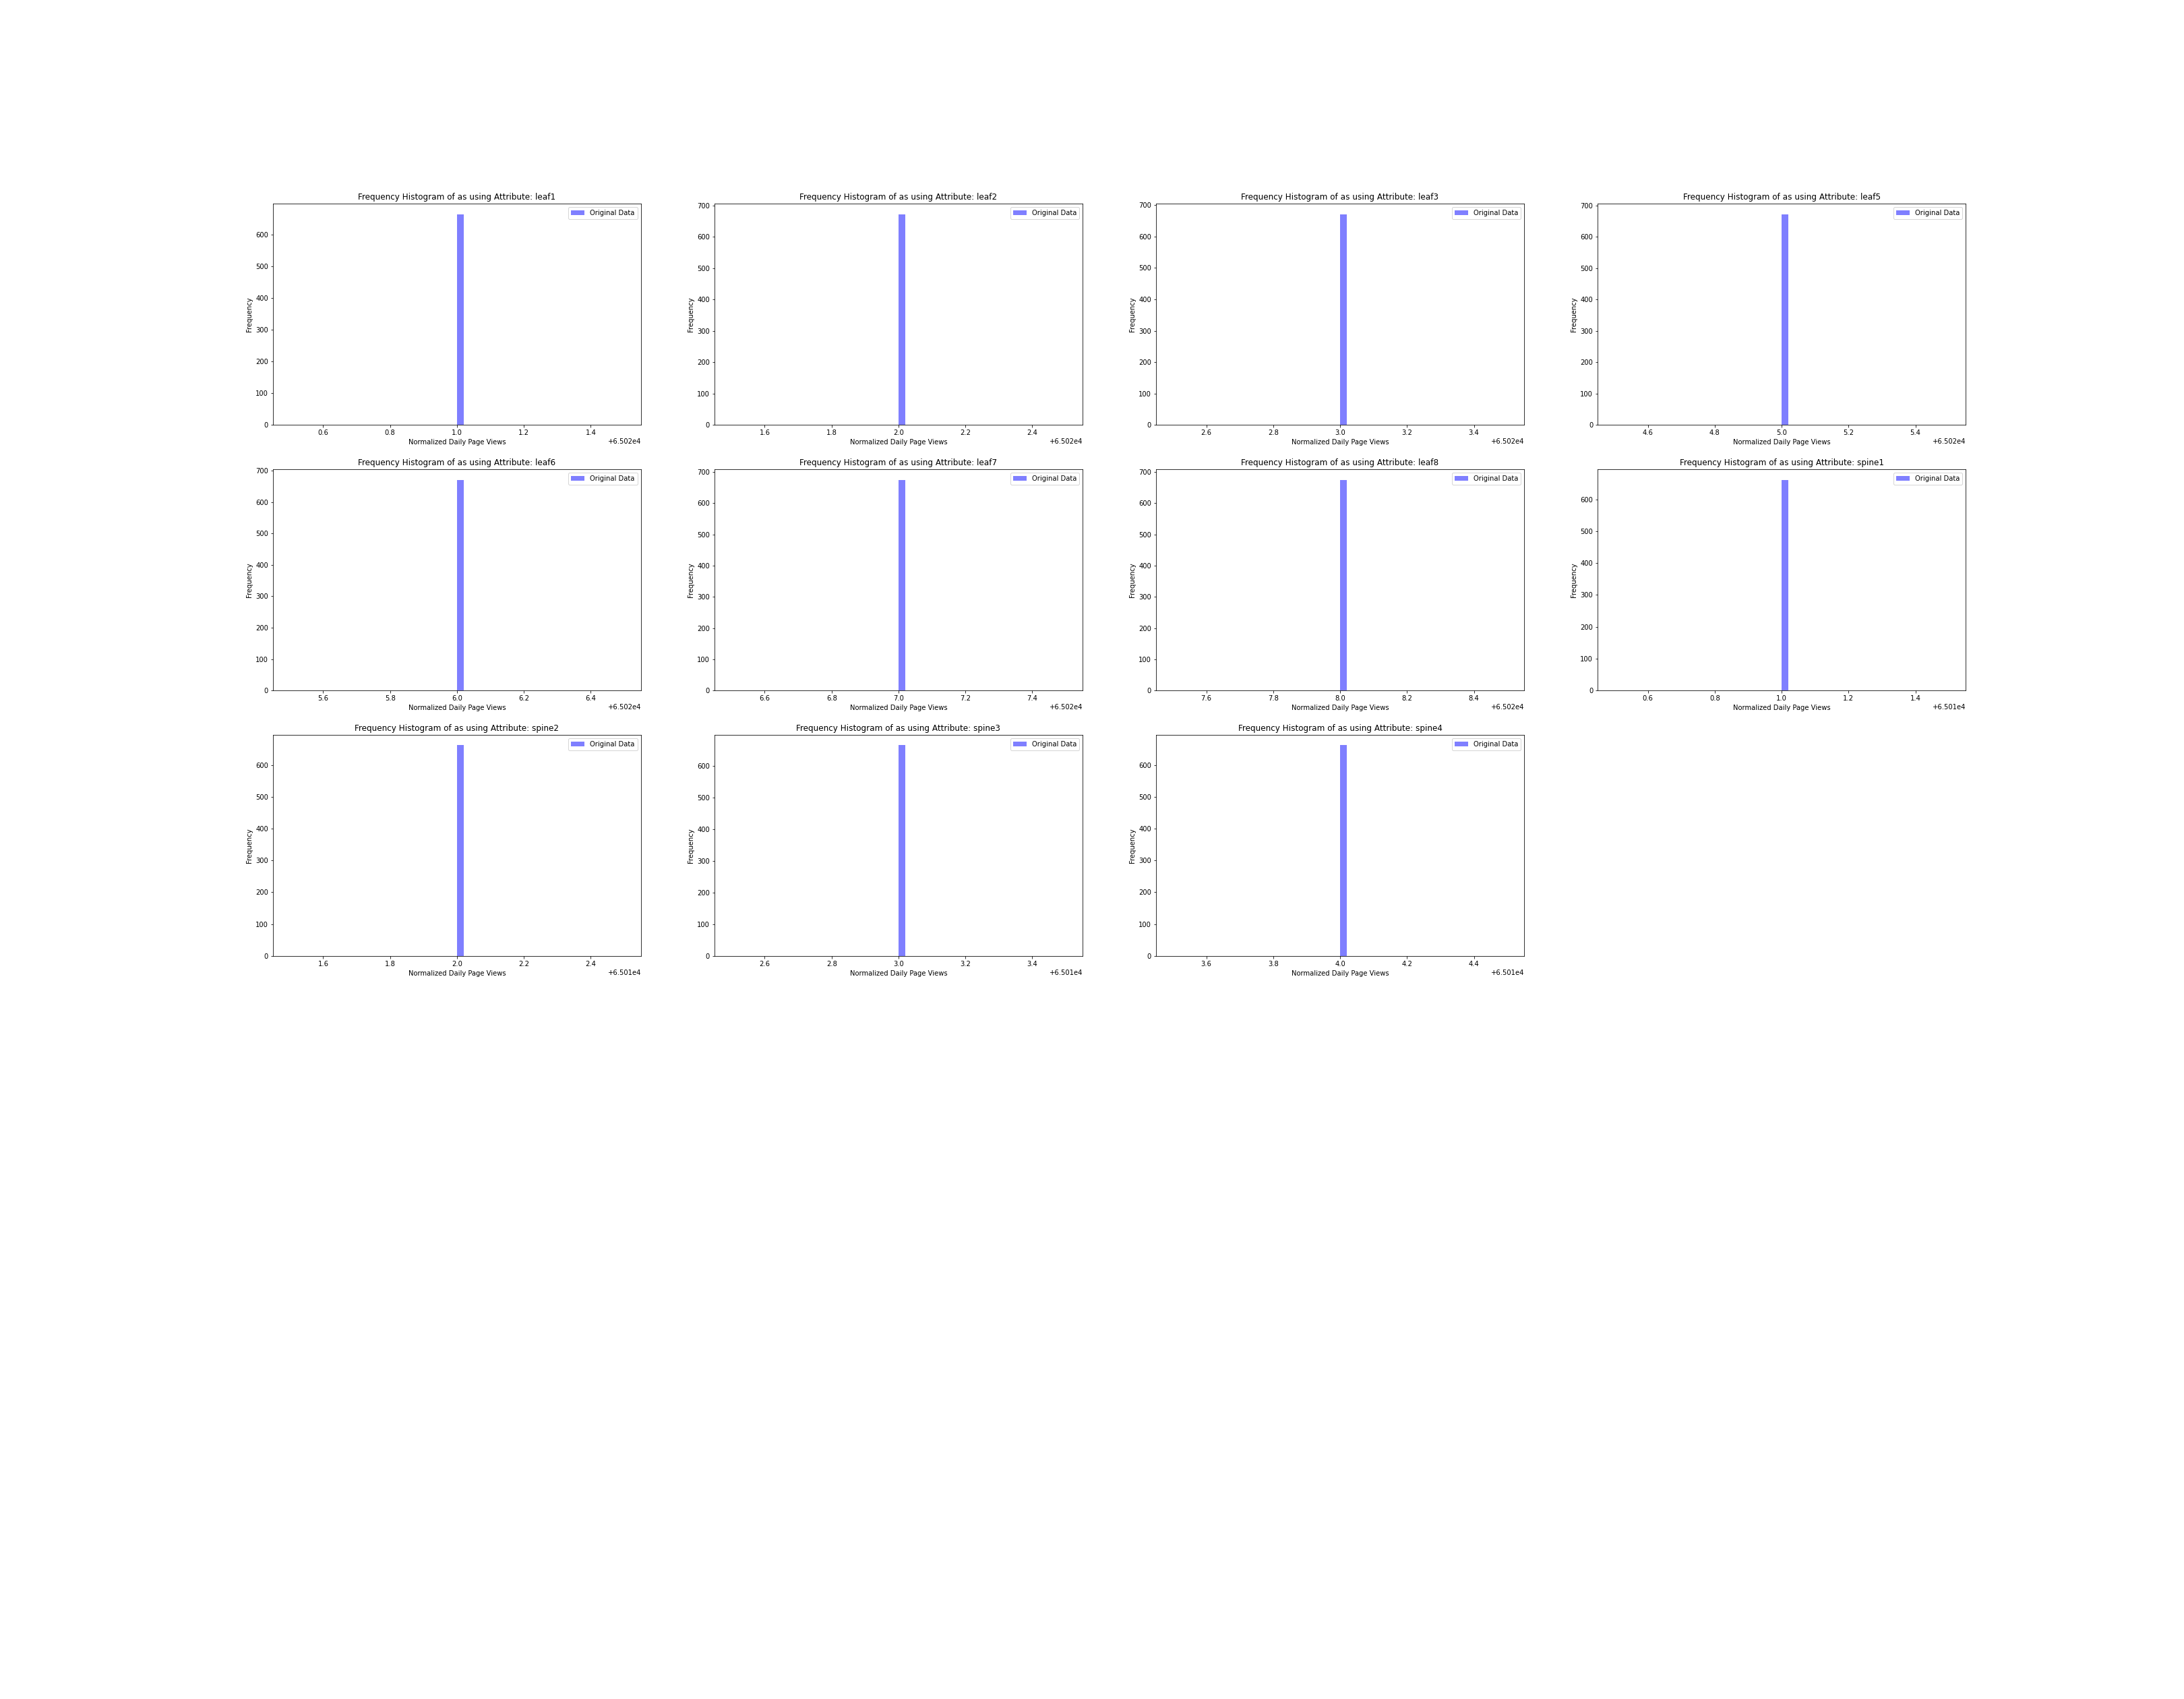 Frequency Histogram of as using Attribute: leaf1
Original Data
Frequency
600
500
400
300
200
100
0
0.6 0.8 1.0 1.2 1.4
Normalized Daily Page Views
+6.502e4
Frequency Histogram of as using Attribute: leaf2
Original Data
Frequency
700
600
500
400
300
200
100
0
1.6 1.8 2.0 2.2 2.4
Normalized Daily Page Views
+6.502e4
Frequency Histogram of as using Attribute: leaf3
Original Data
Frequency
700
600
500
400
300
200
100
0
2.6 2.8 3.0 3.2 3.4
Normalized Daily Page Views
+6.502e4
Frequency Histogram of as using Attribute: leaf5
Original Data
Frequency
700
600
500
400
300
200
100
0
4.6 4.8 5.0 5.2 5.4
Normalized Daily Page Views
+6.502e4
Frequency Histogram of as using Attribute: leaf6
Original Data
Frequency
700
600
500
400
300
200
100
0
5.6 5.8 6.0 6.2 6.4
Normalized Daily Page Views
+6.502e4
Frequency Histogram of as using Attribute: leaf7
Original Data
Frequency
700
600
500
400
300
200
100
0
6.6 6.8 7.0 7.2 7.4
Normalized Daily Page Views
+6.502e4
Frequency Histogram of as using Attribute: leaf8
Original Data
Frequency
700
600
500
400
300
200
100
0
7.6 7.8 8.0 8.2 8.4
Normalized Daily Page Views
+6.502e4
Frequency Histogram of as using Attribute: spine1
Original Data
Frequency
600
500
400
300
200
100
0
0.6 0.8 1.0 1.2 1.4
Normalized Daily Page Views
+6.501e4
Frequency Histogram of as using Attribute: spine2
Original Data
Frequency
600
500
400
300
200
100
0
1.6 1.8 2.0 2.2 2.4
Normalized Daily Page Views
+6.501e4
Frequency Histogram of as using Attribute: spine3
Original Data
Frequency
600
500
400
300
200
100
0
2.6 2.8 3.0 3.2 3.4
Normalized Daily Page Views
+6.501e4
Frequency Histogram of as using Attribute: spine4
Original Data
Frequency
600
500
400
300
200
100
0
3.6 3.8 4.0 4.2 4.4
Normalized Daily Page Views
+6.501e4